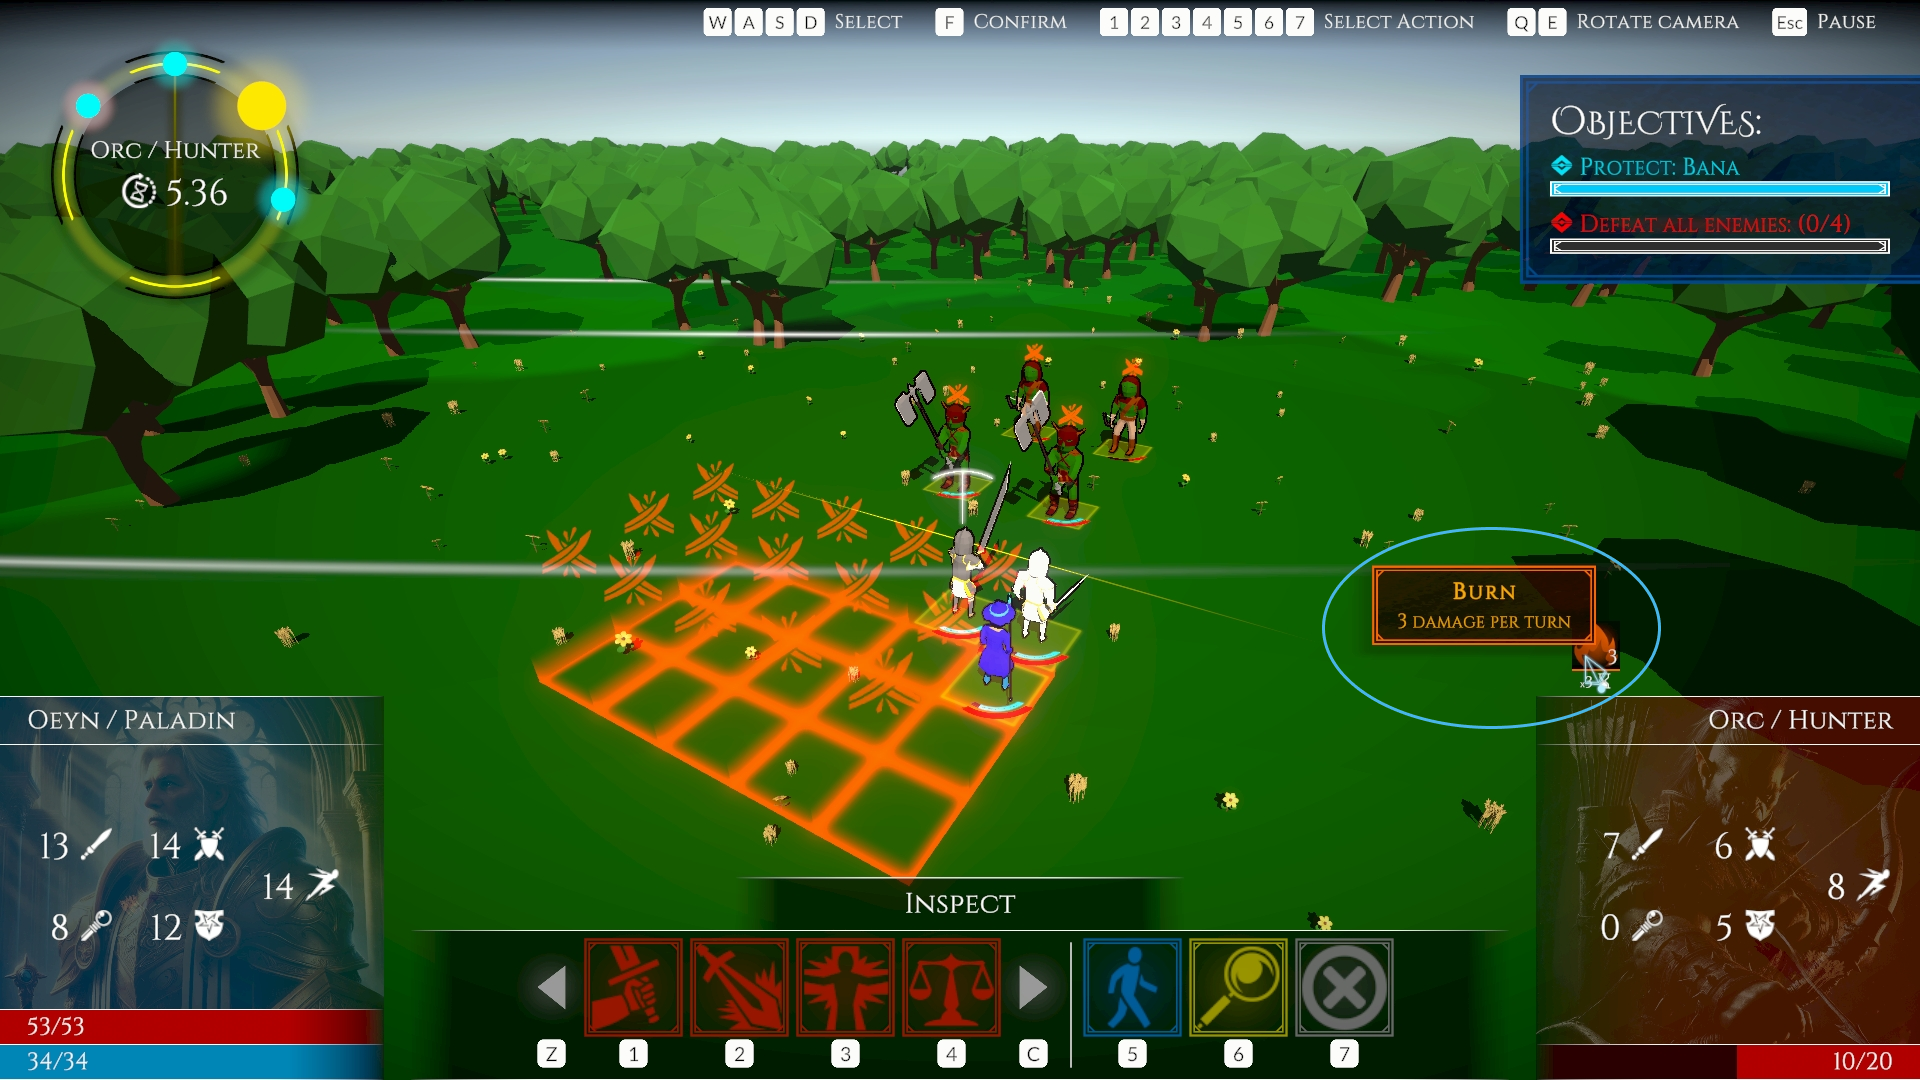 W A S D Select F Confirm 1 2 3 4 5 6 7 Select Action Q E Rotate camera Esc Pause
Orc / Hunter
5.36
Objectives:
Protect: Bana
Defeat all enemies: (0/4)
Burn
3 damage per turn
3
Oeyn / Paladin
13 14
14
8 12
53/53
34/34
Orc / Hunter
7 6
8
0 5
10/20
Inspect
Z 1 2 3 4 C 5 6 7